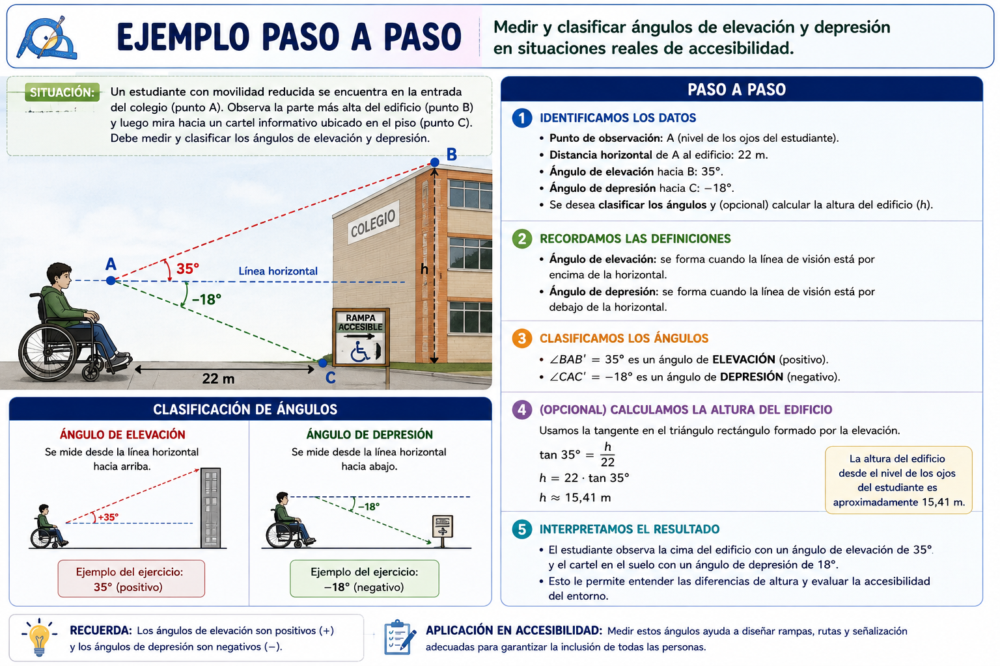 EJEMPLO PASO A PASO
Medir y clasificar ángulos de elevación y depresión
en situaciones reales de accesibilidad.
SITUACIÓN:
Un estudiante con movilidad reducida se encuentra en la entrada
del colegio (punto A). Observa la parte más alta del edificio (punto B)
y luego mira hacia un cartel informativo ubicado en el piso (punto C).
Debe medir y clasificar los ángulos de elevación y depresión.
B
COLEGIO
A
35°
Línea horizontal
h
−18°
RAMPA
ACCESIBLE
22 m
C
CLASIFICACIÓN DE ÁNGULOS
ÁNGULO DE ELEVACIÓN
Se mide desde la línea horizontal
hacia arriba.
+35°
Ejemplo del ejercicio:
35° (positivo)
ÁNGULO DE DEPRESIÓN
Se mide desde la línea horizontal
hacia abajo.
−18°
Ejemplo del ejercicio:
−18° (negativo)
PASO A PASO
1 IDENTIFICAMOS LOS DATOS
• Punto de observación: A (nivel de los ojos del estudiante).
• Distancia horizontal de A al edificio: 22 m.
• Ángulo de elevación hacia B: 35°.
• Ángulo de depresión hacia C: −18°.
• Se desea clasificar los ángulos y (opcional) calcular la altura del edificio (h).
2 RECORDAMOS LAS DEFINICIONES
• Ángulo de elevación: se forma cuando la línea de visión está por
encima de la horizontal.
• Ángulo de depresión: se forma cuando la línea de visión está por
debajo de la horizontal.
3 CLASIFICAMOS LOS ÁNGULOS
• ∠BAB' = 35° es un ángulo de ELEVACIÓN (positivo).
• ∠CAC' = −18° es un ángulo de DEPRESIÓN (negativo).
4 (OPCIONAL) CALCULAMOS LA ALTURA DEL EDIFICIO
Usamos la tangente en el triángulo rectángulo formado por la elevación.
tan 35° = h/22
h = 22 · tan 35°
h ≈ 15,41 m
La altura del edificio
desde el nivel de los ojos
del estudiante es
aproximadamente 15,41 m.
5 INTERPRETAMOS EL RESULTADO
• El estudiante observa la cima del edificio con un ángulo de elevación de 35°.
y el cartel en el suelo con un ángulo de depresión de 18°.
• Esto le permite entender las diferencias de altura y evaluar la accesibilidad
del entorno.
RECUERDA: Los ángulos de elevación son positivos (+)
y los ángulos de depresión son negativos (−).
APLICACIÓN EN ACCESIBILIDAD: Medir estos ángulos ayuda a diseñar rampas, rutas y señalización
adecuadas para garantizar la inclusión de todas las personas.